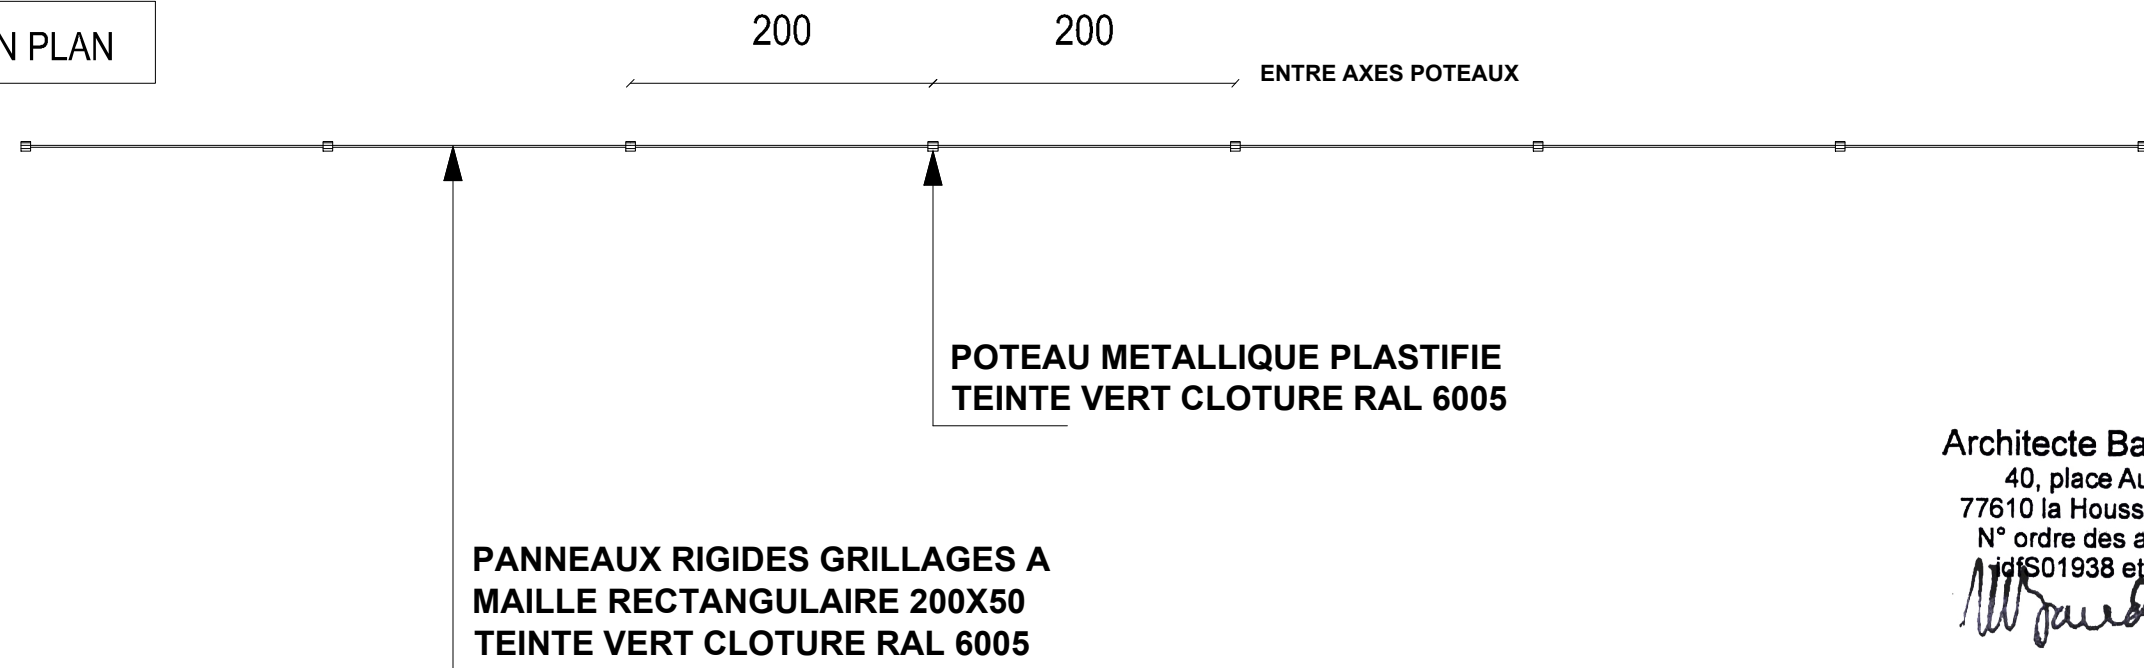 N PLAN
200 200
ENTRE AXES POTEAUX
POTEAU METALLIQUE PLASTIFIE
TEINTE VERT CLOTURE RAL 6005
Architecte Ba
40, place Au
77610 la Houss
N° ordre des a
idfS01938 et
PANNEAUX RIGIDES GRILLAGES A
MAILLE RECTANGULAIRE 200X50
TEINTE VERT CLOTURE RAL 6005